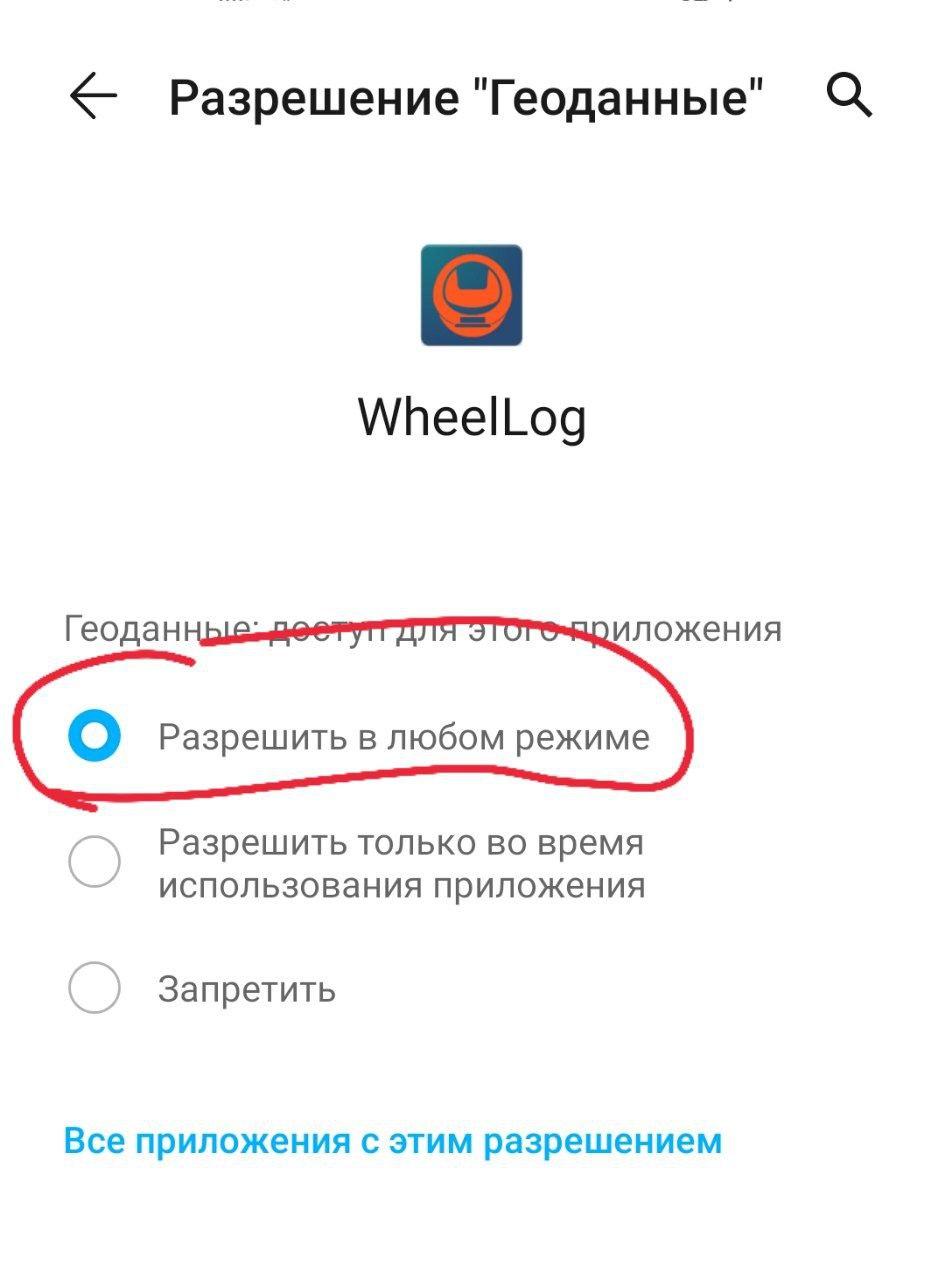 Разрешение "Геоданные"
WheelLog
Геоданные: доступ для этого приложения
Разрешить в любом режиме
Разрешить только во время
использования приложения
Запретить
Все приложения с этим разрешением